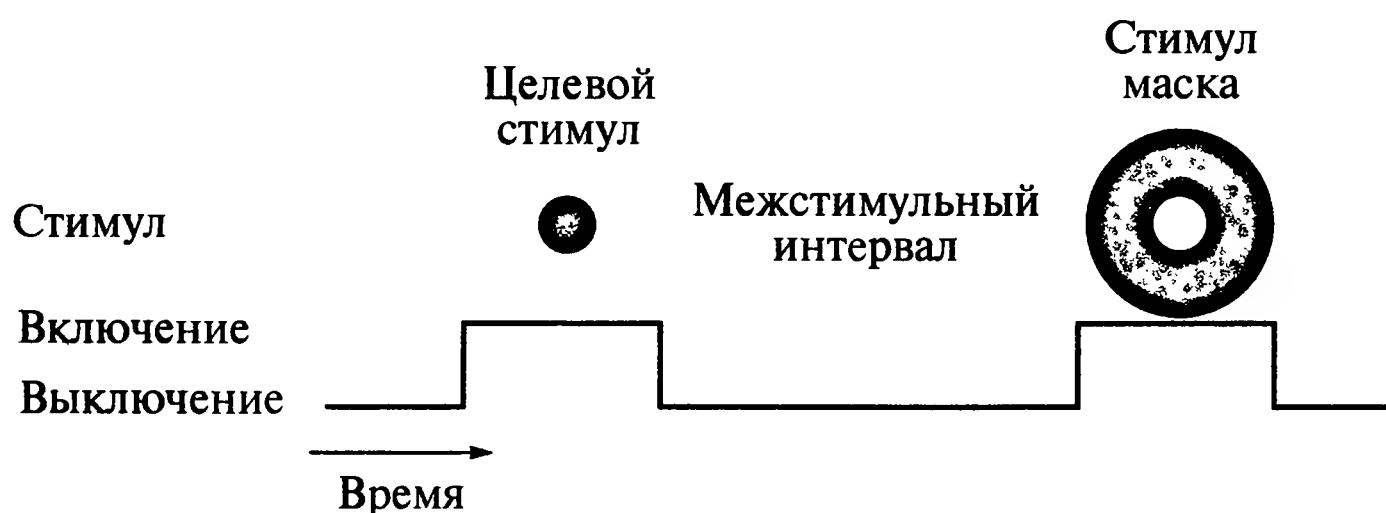 Стимул
маска
Целевой
стимул
Межстимульный
интервал
Стимул
Включение
Выключение
Время